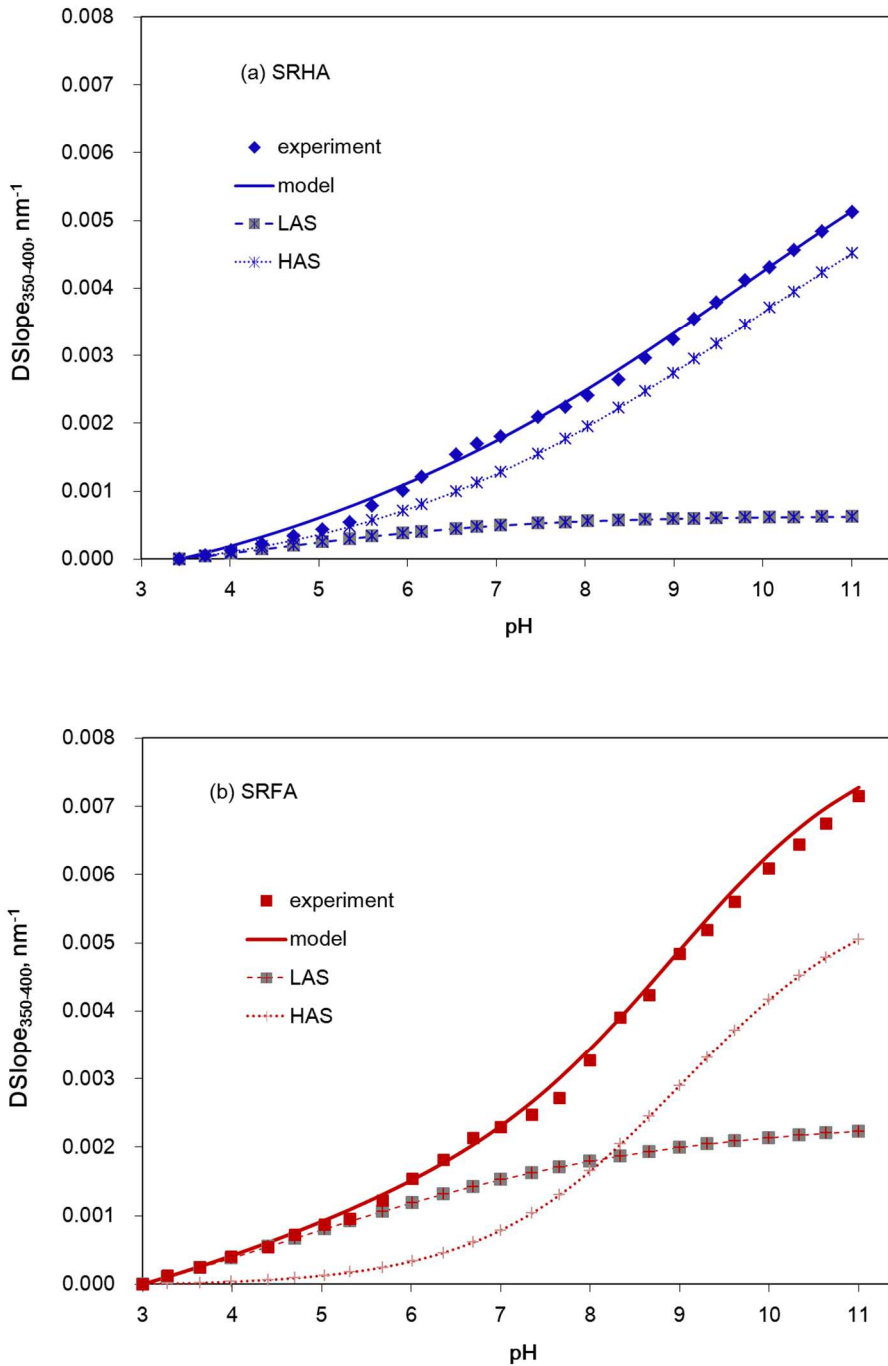 0.008
0.007
0.006
0.005
0.004
0.003
0.002
0.001
0.000
DSlope350-400, nm-1
(a) SRHA
experiment
model
LAS
HAS
3 4 5 6 7 8 9 10 11
pH
0.008
0.007
0.006
0.005
0.004
0.003
0.002
0.001
0.000
DSlope350-400, nm-1
(b) SRFA
experiment
model
LAS
HAS
3 4 5 6 7 8 9 10 11
pH